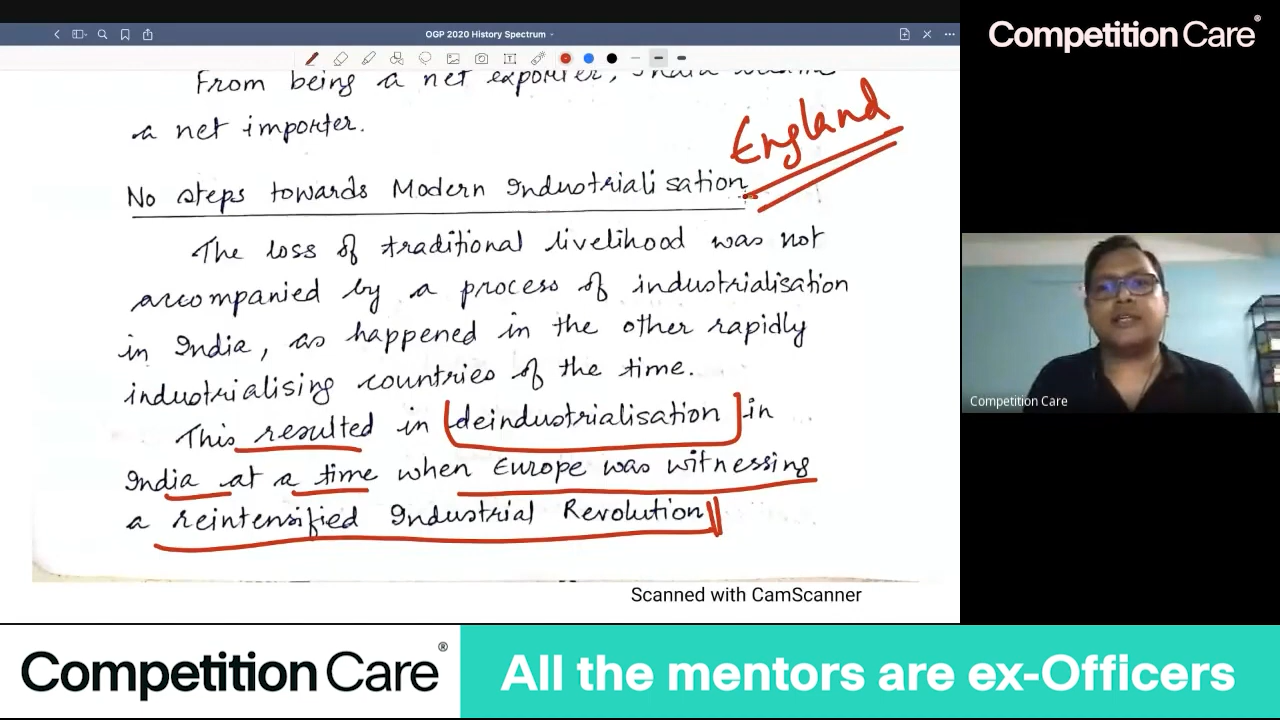 OGP 2020 History Spectrum
Competition Care®
From being a net exporter, India became
a net importer.
England
No steps towards Modern Industrialisation
The loss of traditional livelihood was not
accompanied by a process of industrialisation
in India, as happened in the other rapidly
industrialising countries of the time.
This resulted in deindustrialisation in
India at a time when Europe was witnessing
a reintensified Industrial Revolution
Scanned with CamScanner
Competition Care
Competition Care®
All the mentors are ex-Officers